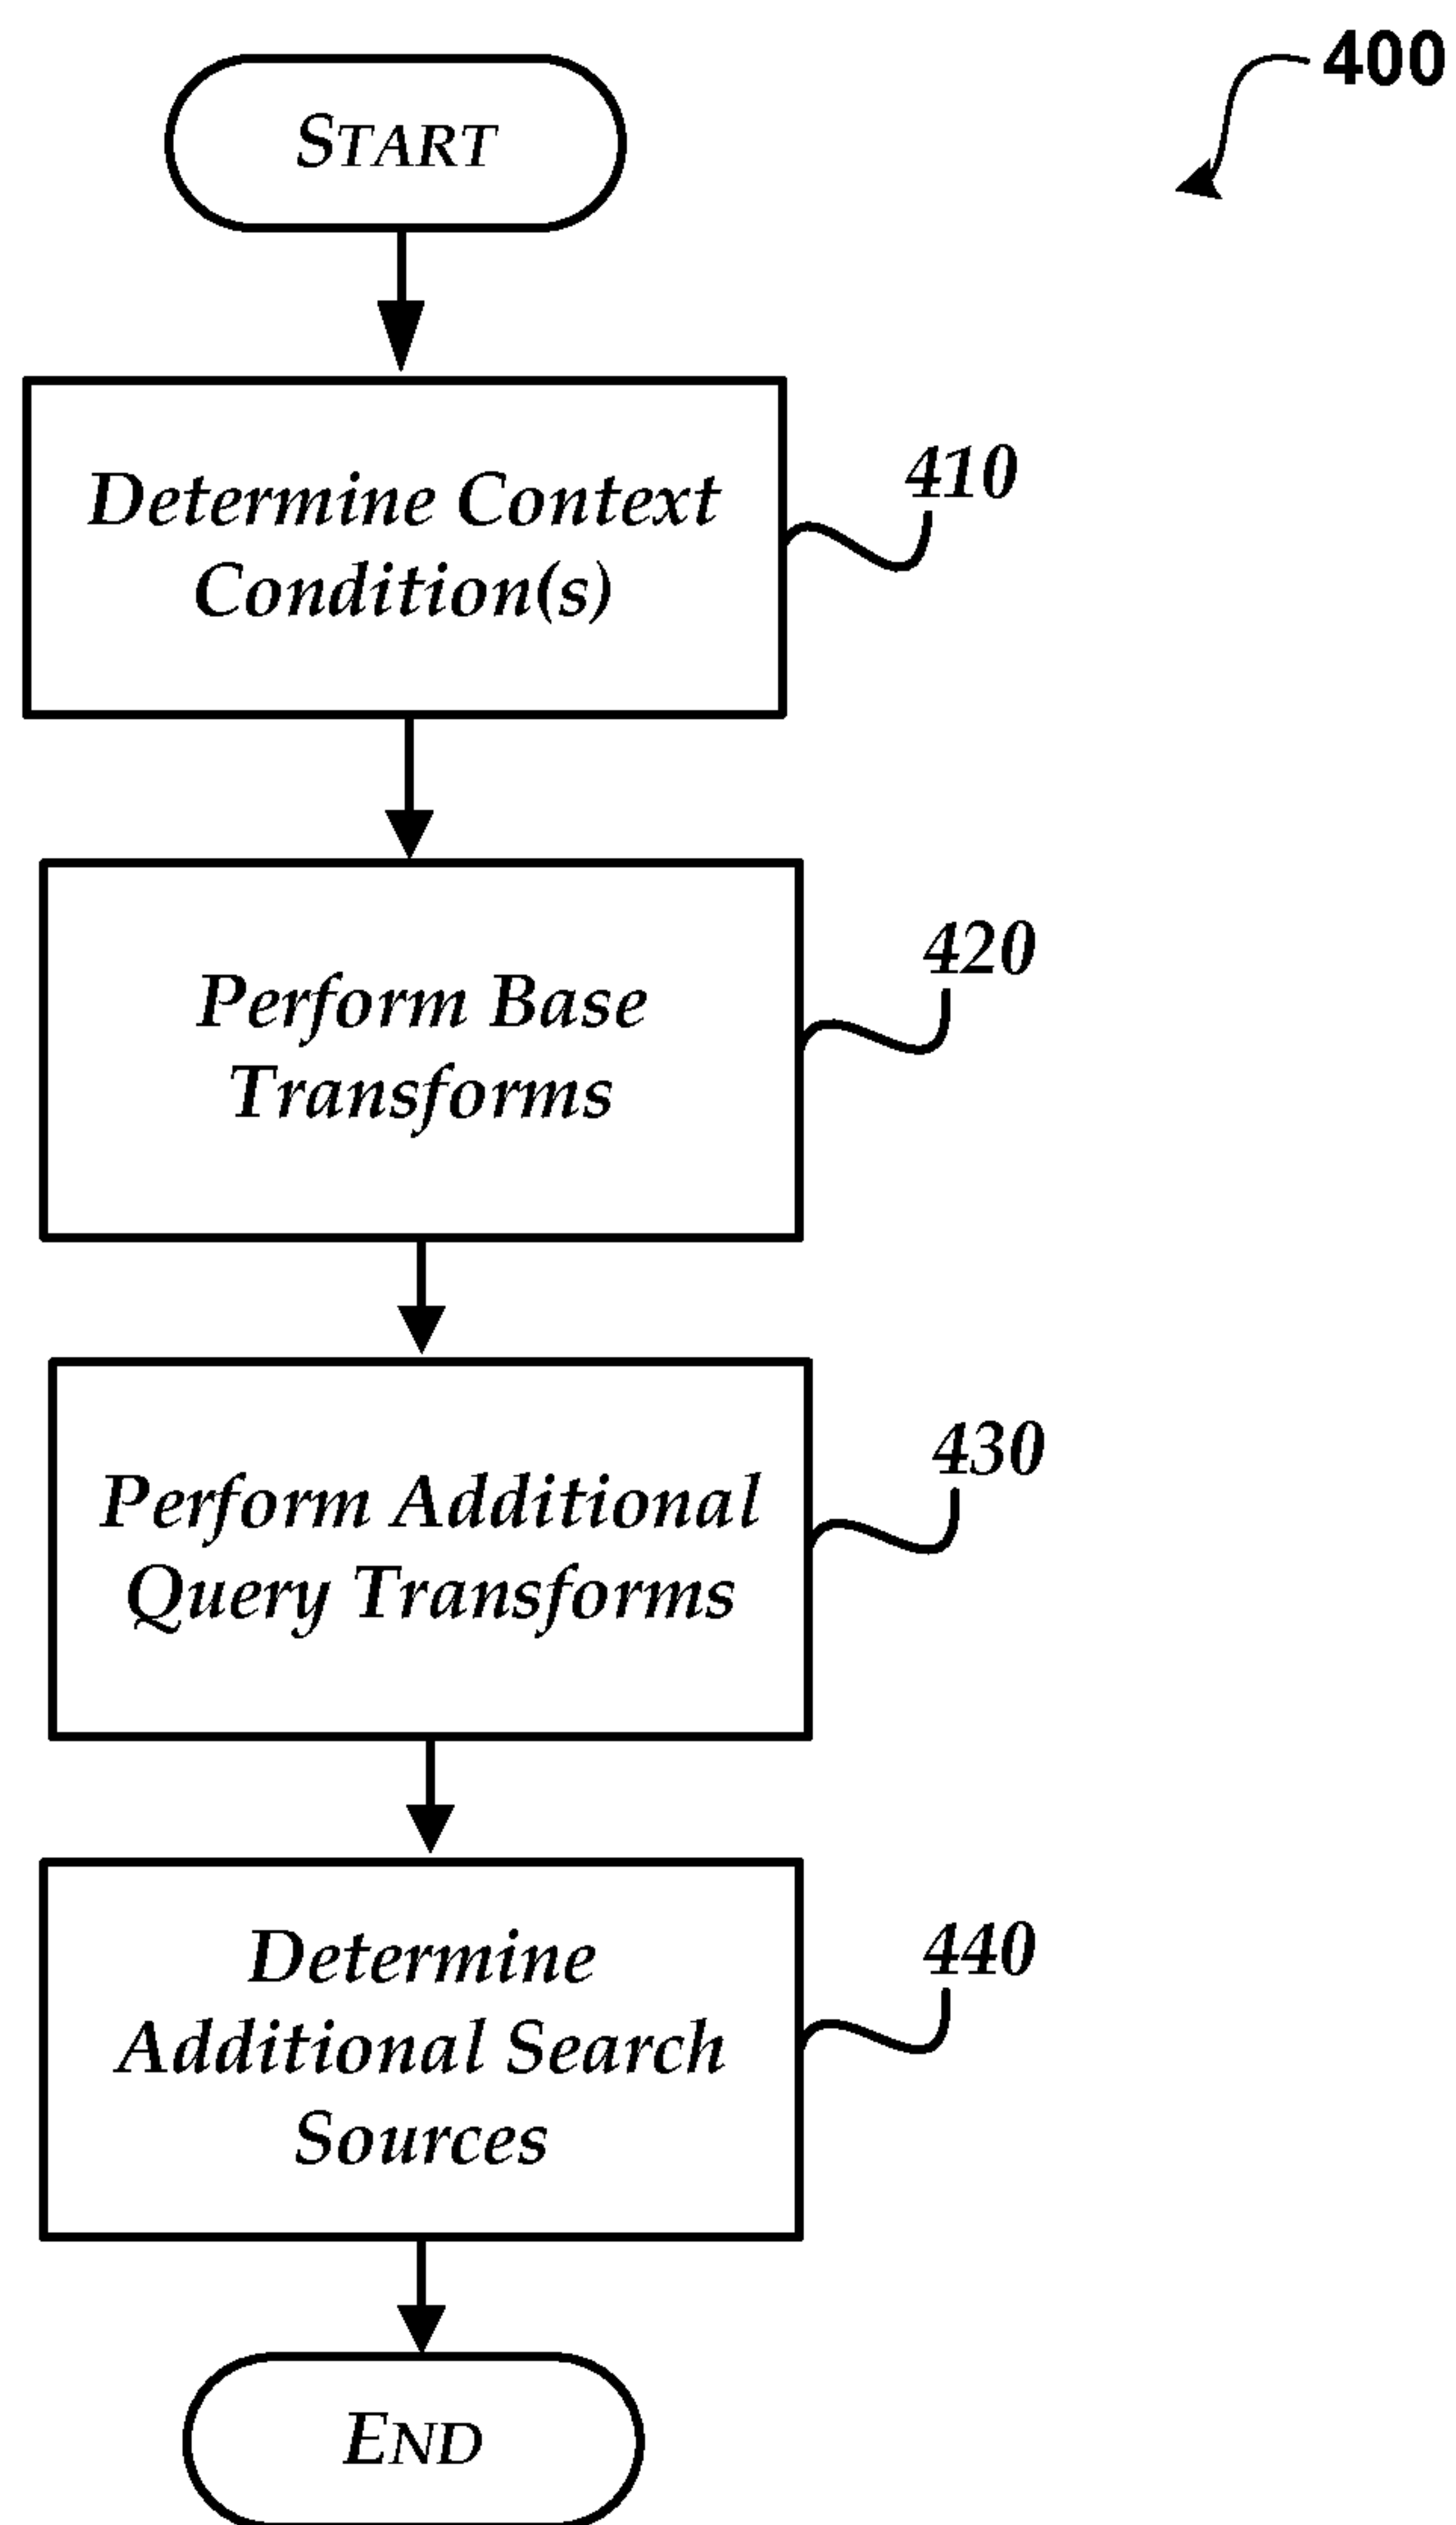 400
START
Determine Context
Condition(s)
410
Perform Base
Transforms
420
Perform Additional
Query Transforms
430
Determine
Additional Search
Sources
440
END